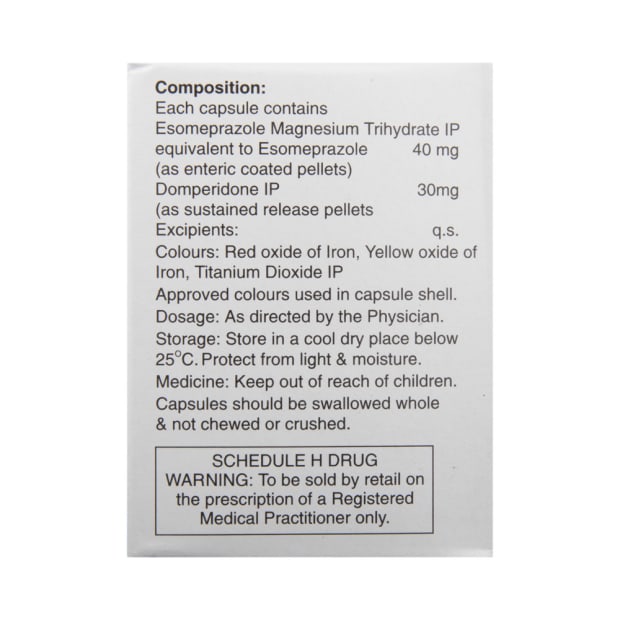 Composition:
Each capsule contains
Esomeprazole Magnesium Trihydrate IP
equivalent to Esomeprazole 40 mg
(as enteric coated pellets)
Domperidone IP 30mg
(as sustained release pellets
Excipients: q.s.
Colours: Red oxide of Iron, Yellow oxide of
Iron, Titanium Dioxide IP
Approved colours used in capsule shell.
Dosage: As directed by the Physician.
Storage: Store in a cool dry place below
25°C. Protect from light & moisture.
Medicine: Keep out of reach of children.
Capsules should be swallowed whole
& not chewed or crushed.
SCHEDULE H DRUG
WARNING: To be sold by retail on
the prescription of a Registered
Medical Practitioner only.